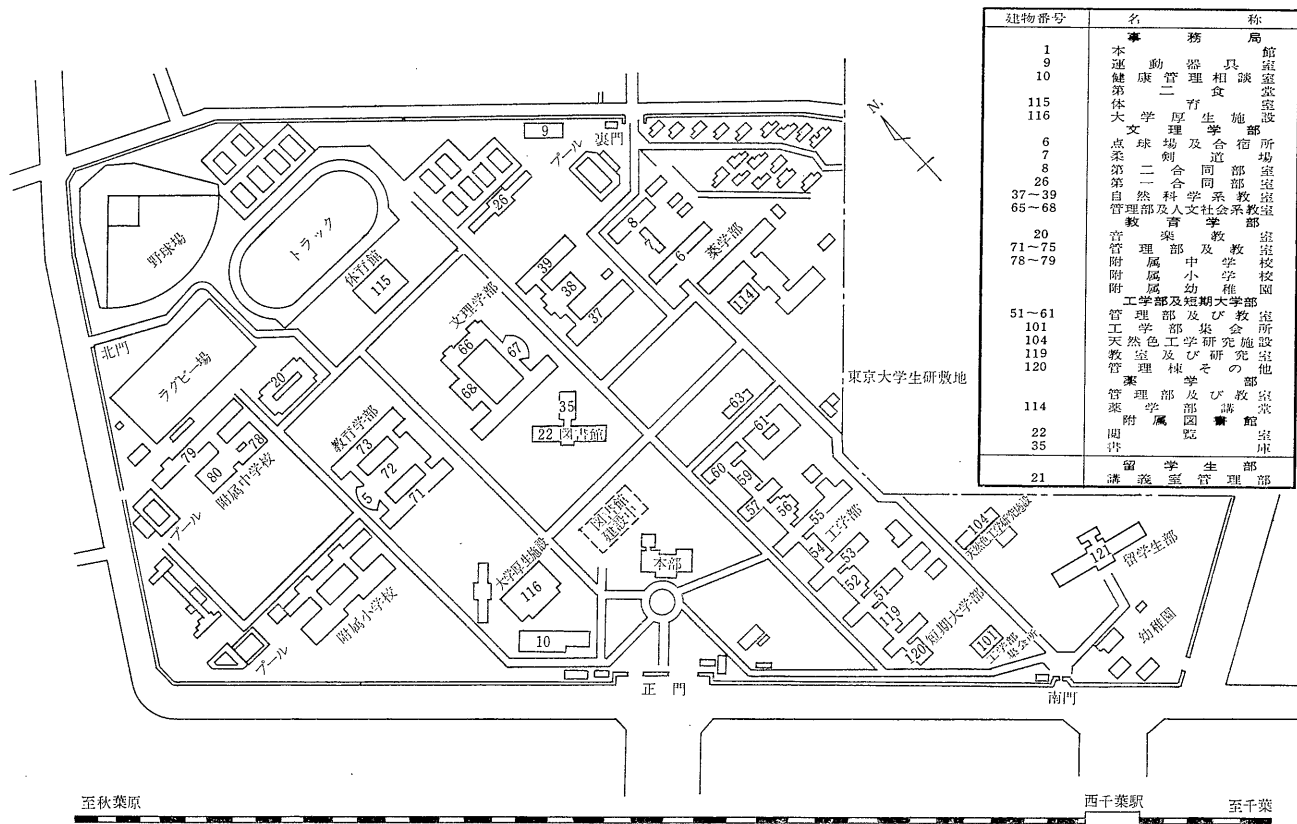 建物番号 名称
事務局
1 本館
9 運動器具室
10 健康管理相談室
第二食堂
115 体育室
116 大学厚生施設
文理学部
6 点球場及合宿所
7 柔剣道場
8 第二合同部室
26 第一合同部室
37~39 自然科学系教室
65~68 管理部及人文社会系教室
教育学部
20 音楽教室
71~75 管理部及教室
78~79 附属中学校
附属小学校
附属幼稚園
工学部及短期大学部
51~61 管理部及び教室
101 工学部集会所
104 天然色工学研究施設
119 教室及び研究室
120 管理棟その他
薬学部
管理部及び教室
114 薬学部講堂
附属図書館
22 閲覧室
35 書庫
留学生部
21 講義室管理部
N.
9
裏門
プール
26
8
7
6
薬学部
114
野球場
トラック
体育館
115
39
38
37
文理学部
66
67
68
北門
ラグビー場
20
35
22 図書館
63
61
東京大学生研敷地
教育学部
73
72
71
5
78
79
80
附属中学校
プール
60
59
57
56
55
工学部
54
53
52
51
119
120
短期大学部
101
工学部集会所
104
天然色工学研究施設
121
留学生部
幼稚園
図書館建設中
本部
大学厚生施設
116
10
附属小学校
プール
正門
南門
至秋葉原
西千葉駅
至千葉